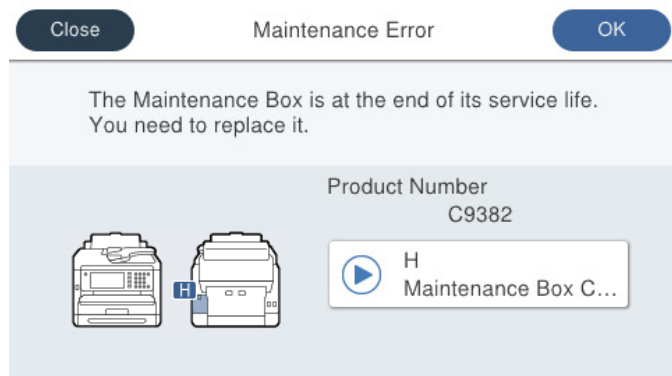 Close
Maintenance Error
OK
The Maintenance Box is at the end of its service life.
You need to replace it.
Product Number
C9382
H
H
Maintenance Box C...